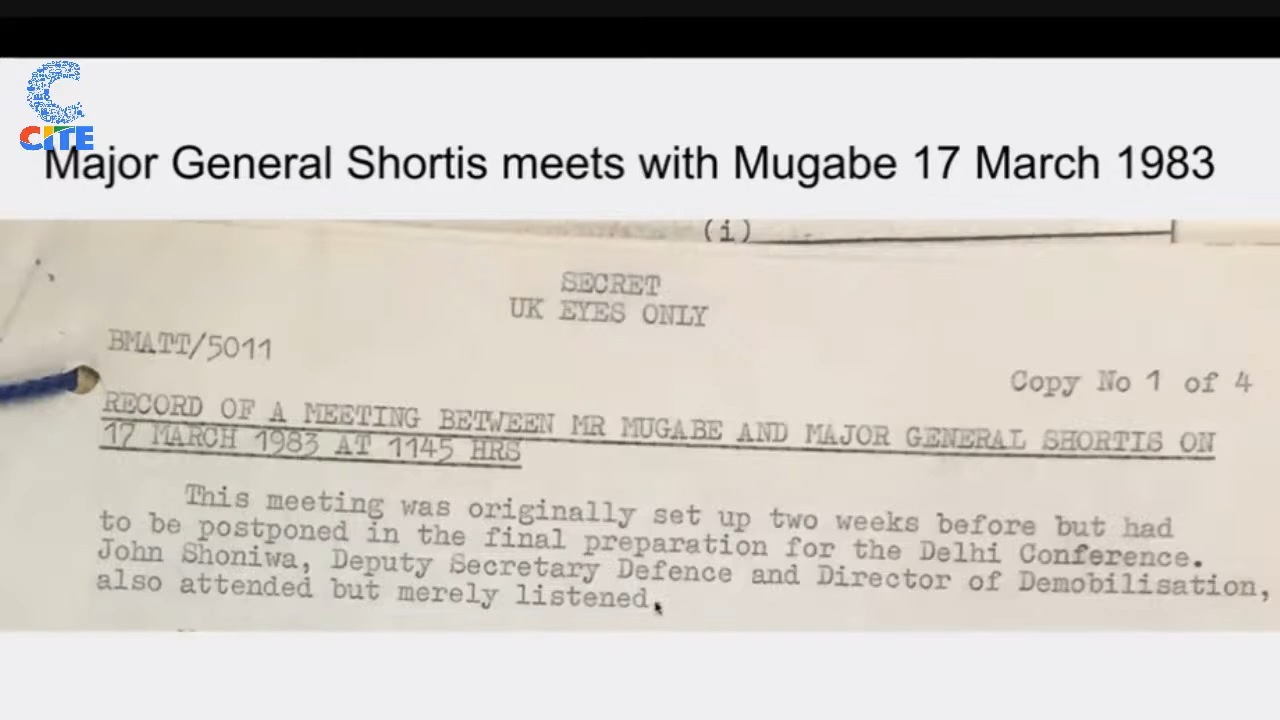 C
CITE
Major General Shortis meets with Mugabe 17 March 1983
(i)
SECRET
UK EYES ONLY
BMATT/5011
Copy No 1 of 4
RECORD OF A MEETING BETWEEN MR MUGABE AND MAJOR GENERAL SHORTIS ON
17 MARCH 1983 AT 1145 HRS
This meeting was originally set up two weeks before but had
to be postponed in the final preparation for the Delhi Conference.
John Shoniwa, Deputy Secretary Defence and Director of Demobilisation,
also attended but merely listened.